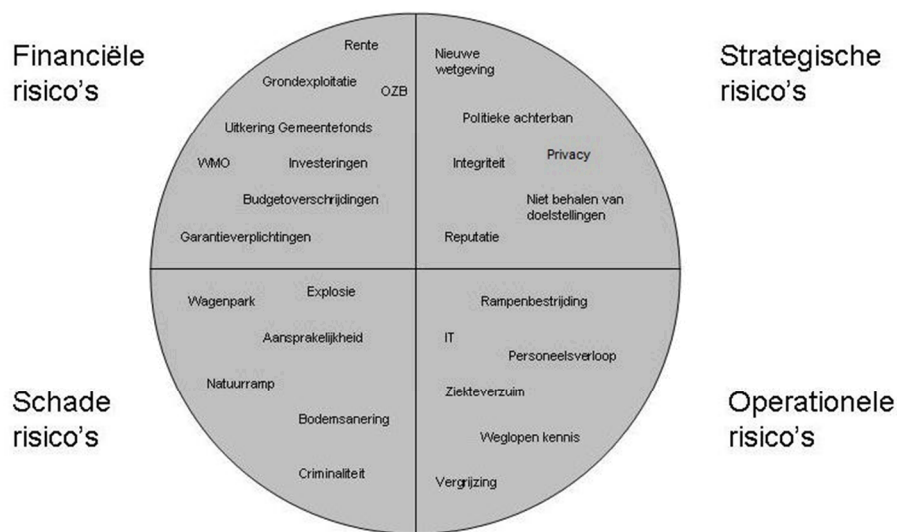 Financiële
risico's
Rente
Grondexploitatie
OZB
Uitkering Gemeentefonds
WMO
Investeringen
Budgetoverschrijdingen
Garantieverplichtingen
Nieuwe
wetgeving
Politieke achterban
Integriteit
Privacy
Niet behalen van
doelstellingen
Reputatie
Strategische
risico's
Schade
risico's
Wagenpark
Explosie
Aansprakelijkheid
Natuurramp
Bodemsanering
Criminaliteit
Rampenbestrijding
IT
Personeelsverloop
Ziekteverzuim
Weglopen kennis
Vergrijzing
Operationele
risico's